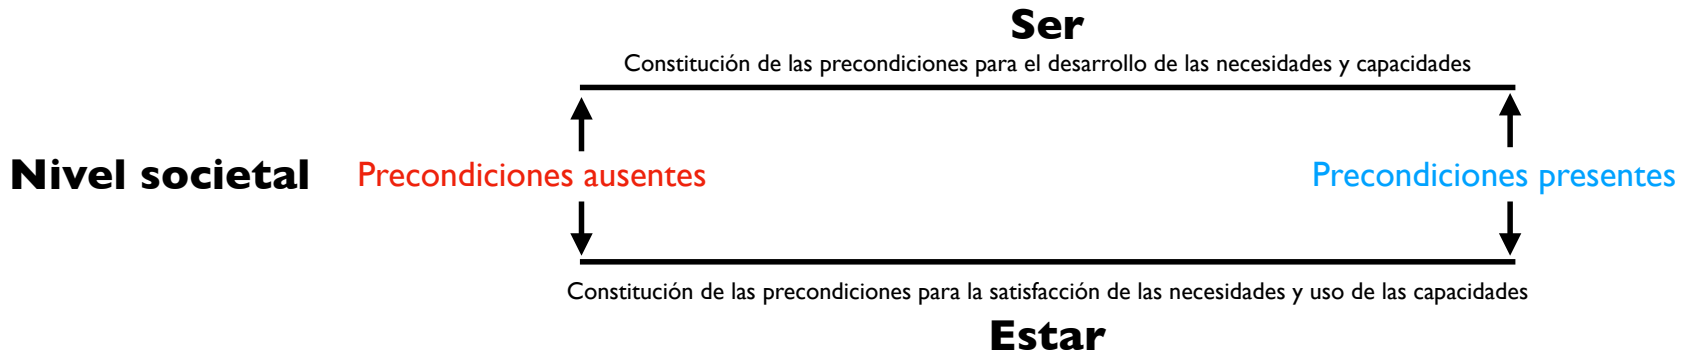 Ser
Constitución de las precondiciones para el desarrollo de las necesidades y capacidades
Nivel societal
Precondiciones ausentes
Precondiciones presentes
Constitución de las precondiciones para la satisfacción de las necesidades y uso de las capacidades
Estar